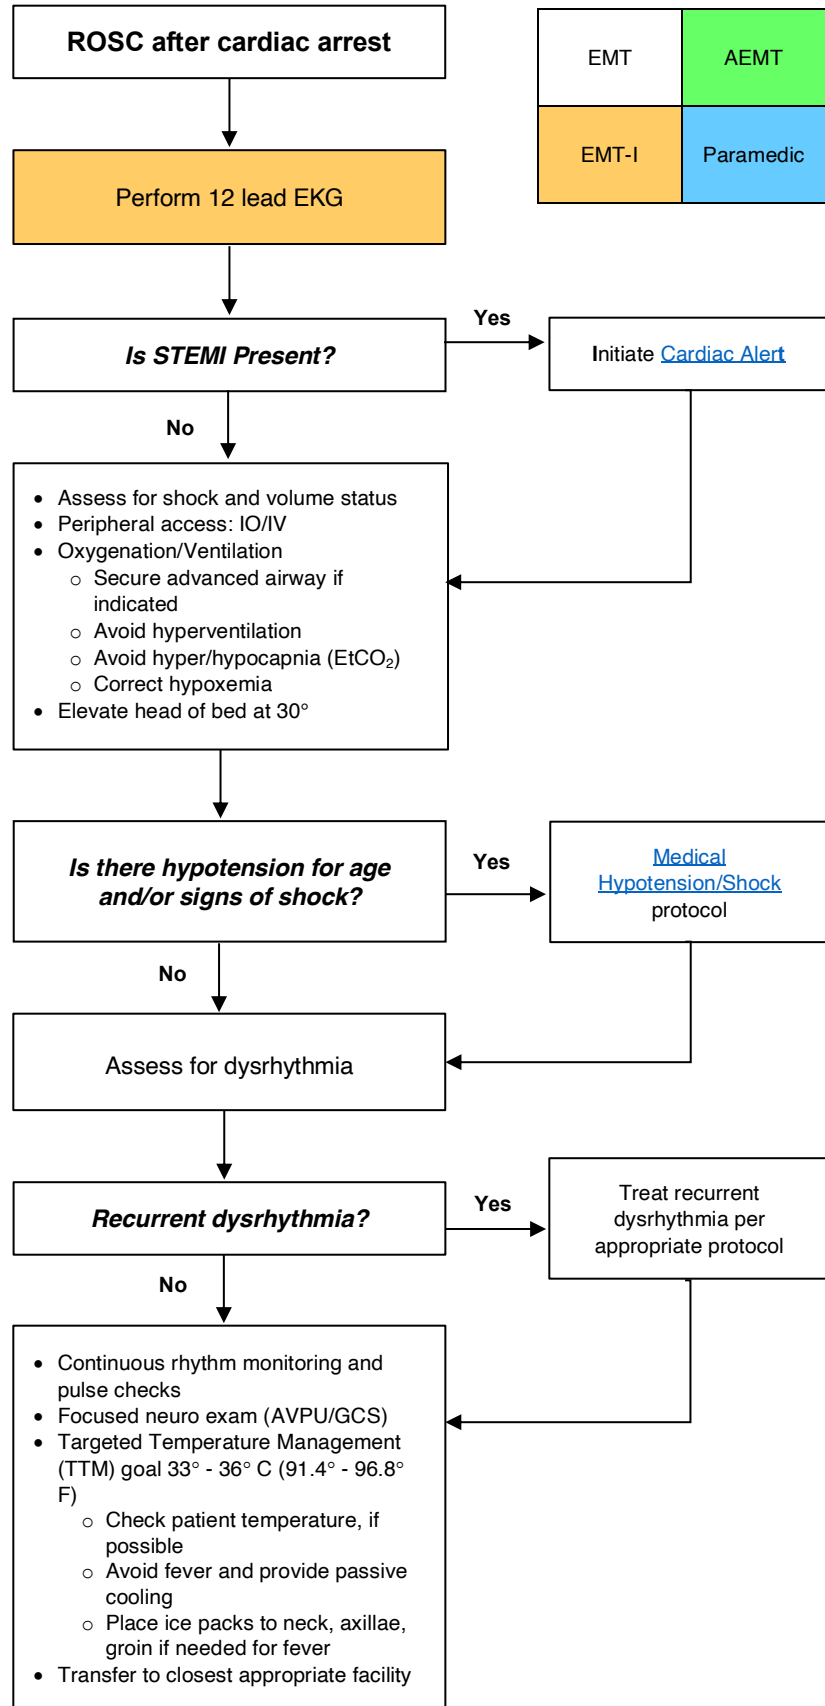 ROSC after cardiac arrest
EMT
AEMT
EMT-I
Paramedic
Perform 12 lead EKG
Is STEMI Present?
Yes
Initiate Cardiac Alert
No
• Assess for shock and volume status
• Peripheral access: IO/IV
• Oxygenation/Ventilation
o Secure advanced airway if
indicated
o Avoid hyperventilation
o Avoid hyper/hypocapnia (EtCO₂)
o Correct hypoxemia
• Elevate head of bed at 30°
Is there hypotension for age
and/or signs of shock?
Yes
Medical
Hypotension/Shock
protocol
No
Assess for dysrhythmia
Recurrent dysrhythmia?
Yes
Treat recurrent
dysrhythmia per
appropriate protocol
No
• Continuous rhythm monitoring and
pulse checks
• Focused neuro exam (AVPU/GCS)
• Targeted Temperature Management
(TTM) goal 33° - 36° C (91.4° - 96.8°
F)
o Check patient temperature, if
possible
o Avoid fever and provide passive
cooling
o Place ice packs to neck, axillae,
groin if needed for fever
• Transfer to closest appropriate facility